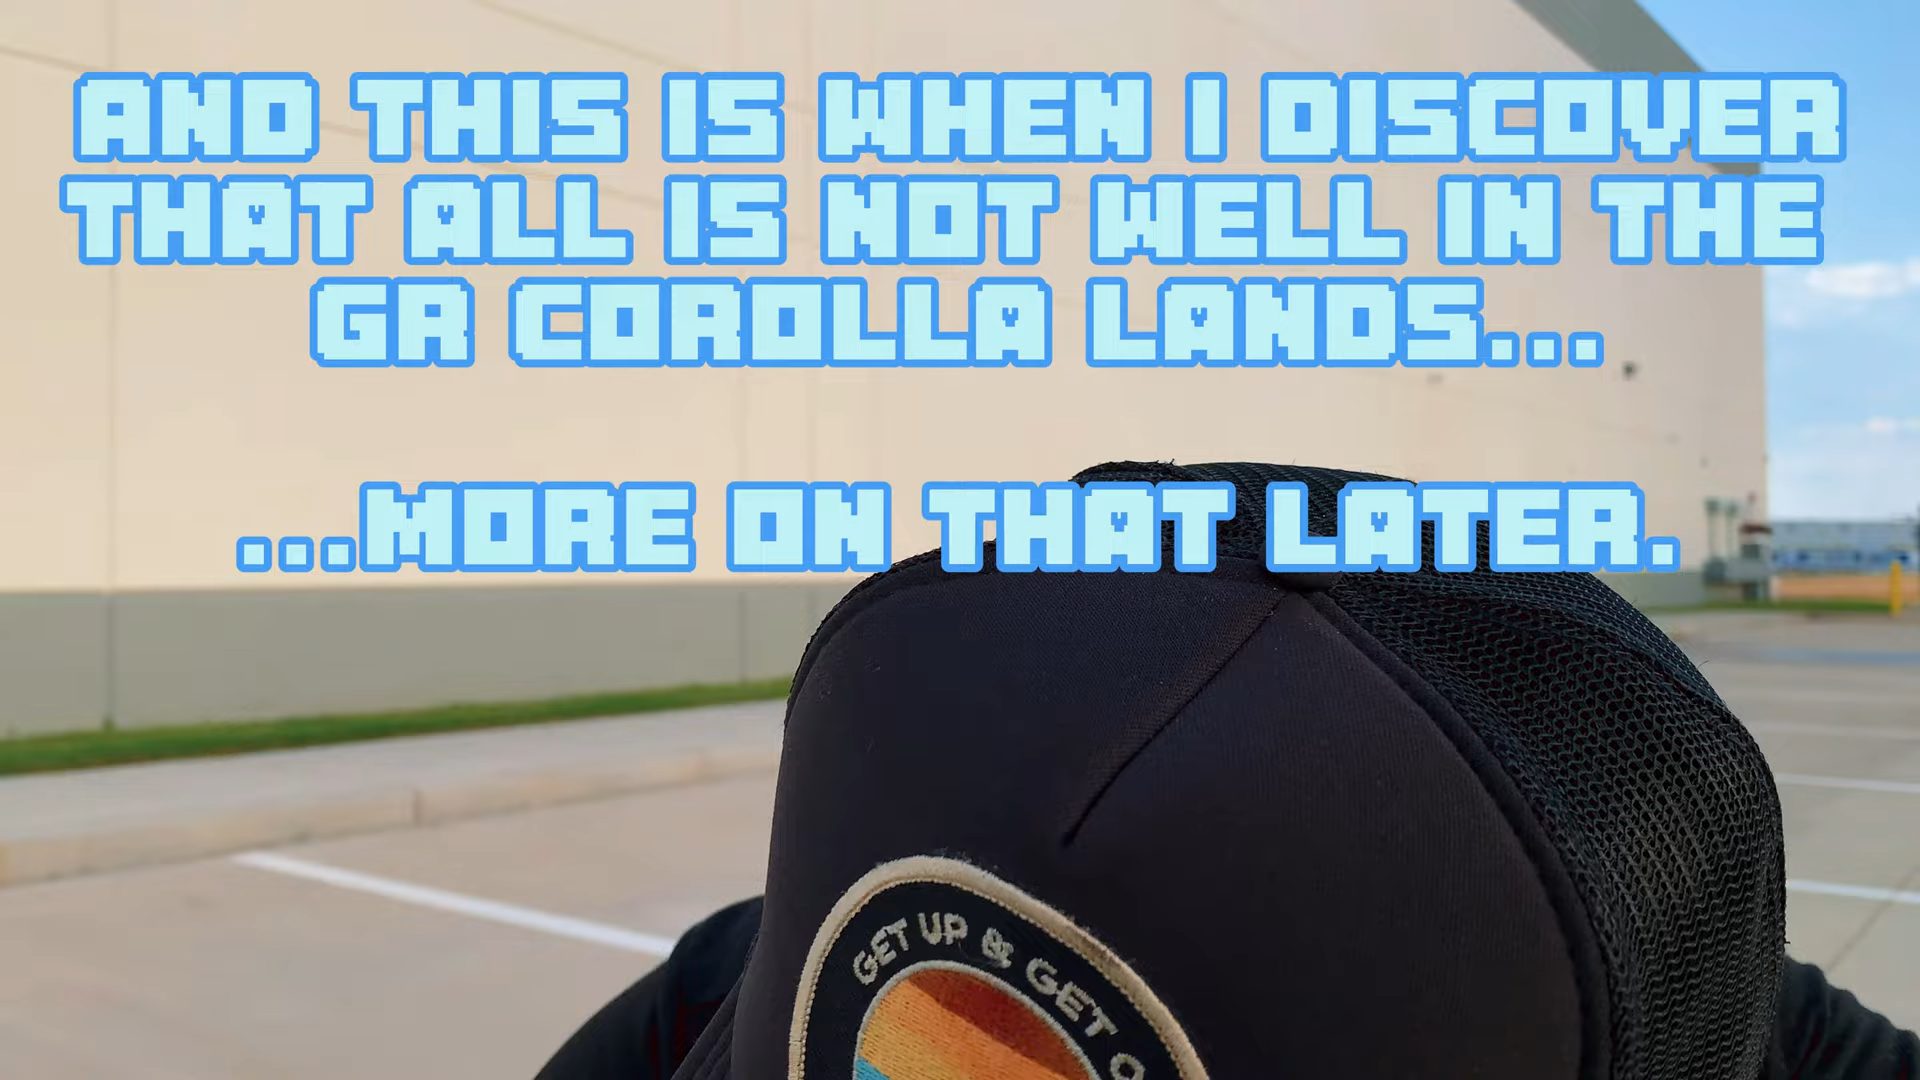 AND THIS IS WHEN I DISCOVER
THAT ALL IS NOT WELL IN THE
GR COROLLA LANDS...
...MORE ON THAT LATER.
GET UP & GET